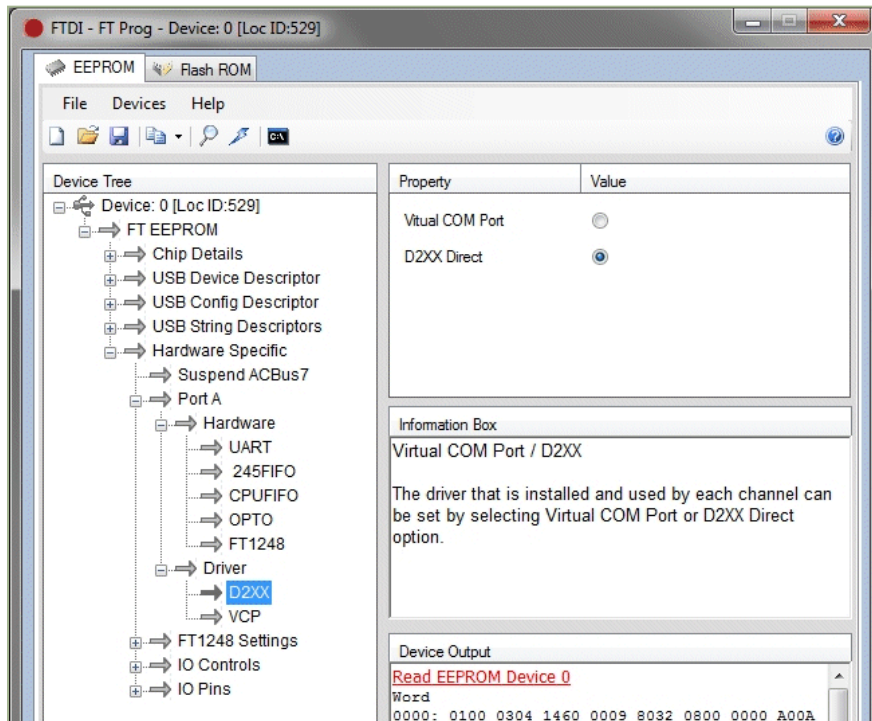 FTDI - FT Prog - Device: 0 [Loc ID:529]
EEPROM Flash ROM
File Devices Help
C:\
Device Tree
Device: 0 [Loc ID:529]
FT EEPROM
Chip Details
USB Device Descriptor
USB Config Descriptor
USB String Descriptors
Hardware Specific
Suspend ACBus7
Port A
Hardware
UART
245FIFO
CPUFIFO
OPTO
FT1248
Driver
D2XX
VCP
FT1248 Settings
IO Controls
IO Pins
Property Value
Vitual COM Port
D2XX Direct
Information Box
Virtual COM Port / D2XX
The driver that is installed and used by each channel can
be set by selecting Virtual COM Port or D2XX Direct
option.
Device Output
Read EEPROM Device 0
Word
0000: 0100 0304 1460 0009 8032 0800 0000 A00A